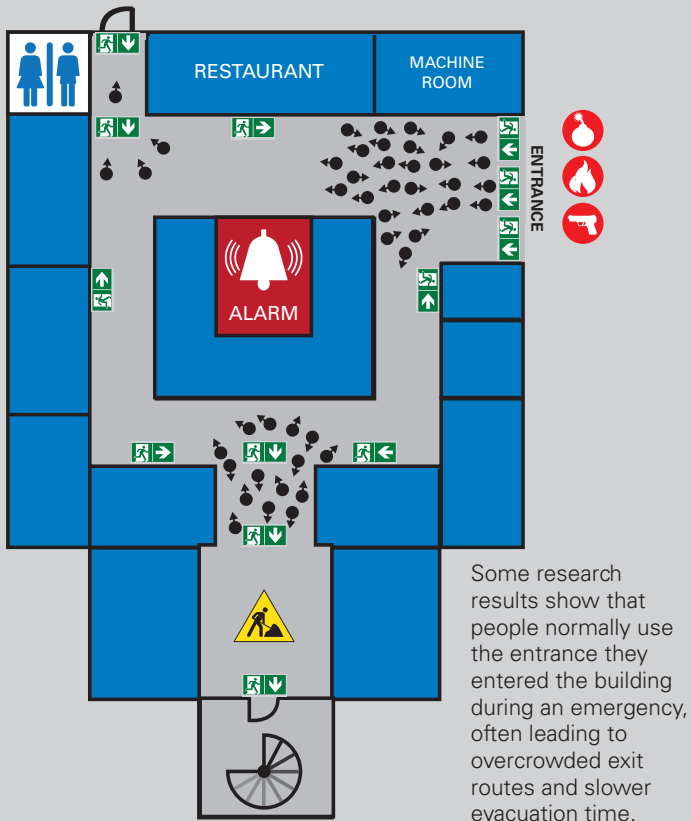 RESTAURANT
MACHINE
ROOM
ENTRANCE
ALARM
Some research
results show that
people normally use
the entrance they
entered the building
during an emergency,
often leading to
overcrowded exit
routes and slower
evacuation time.